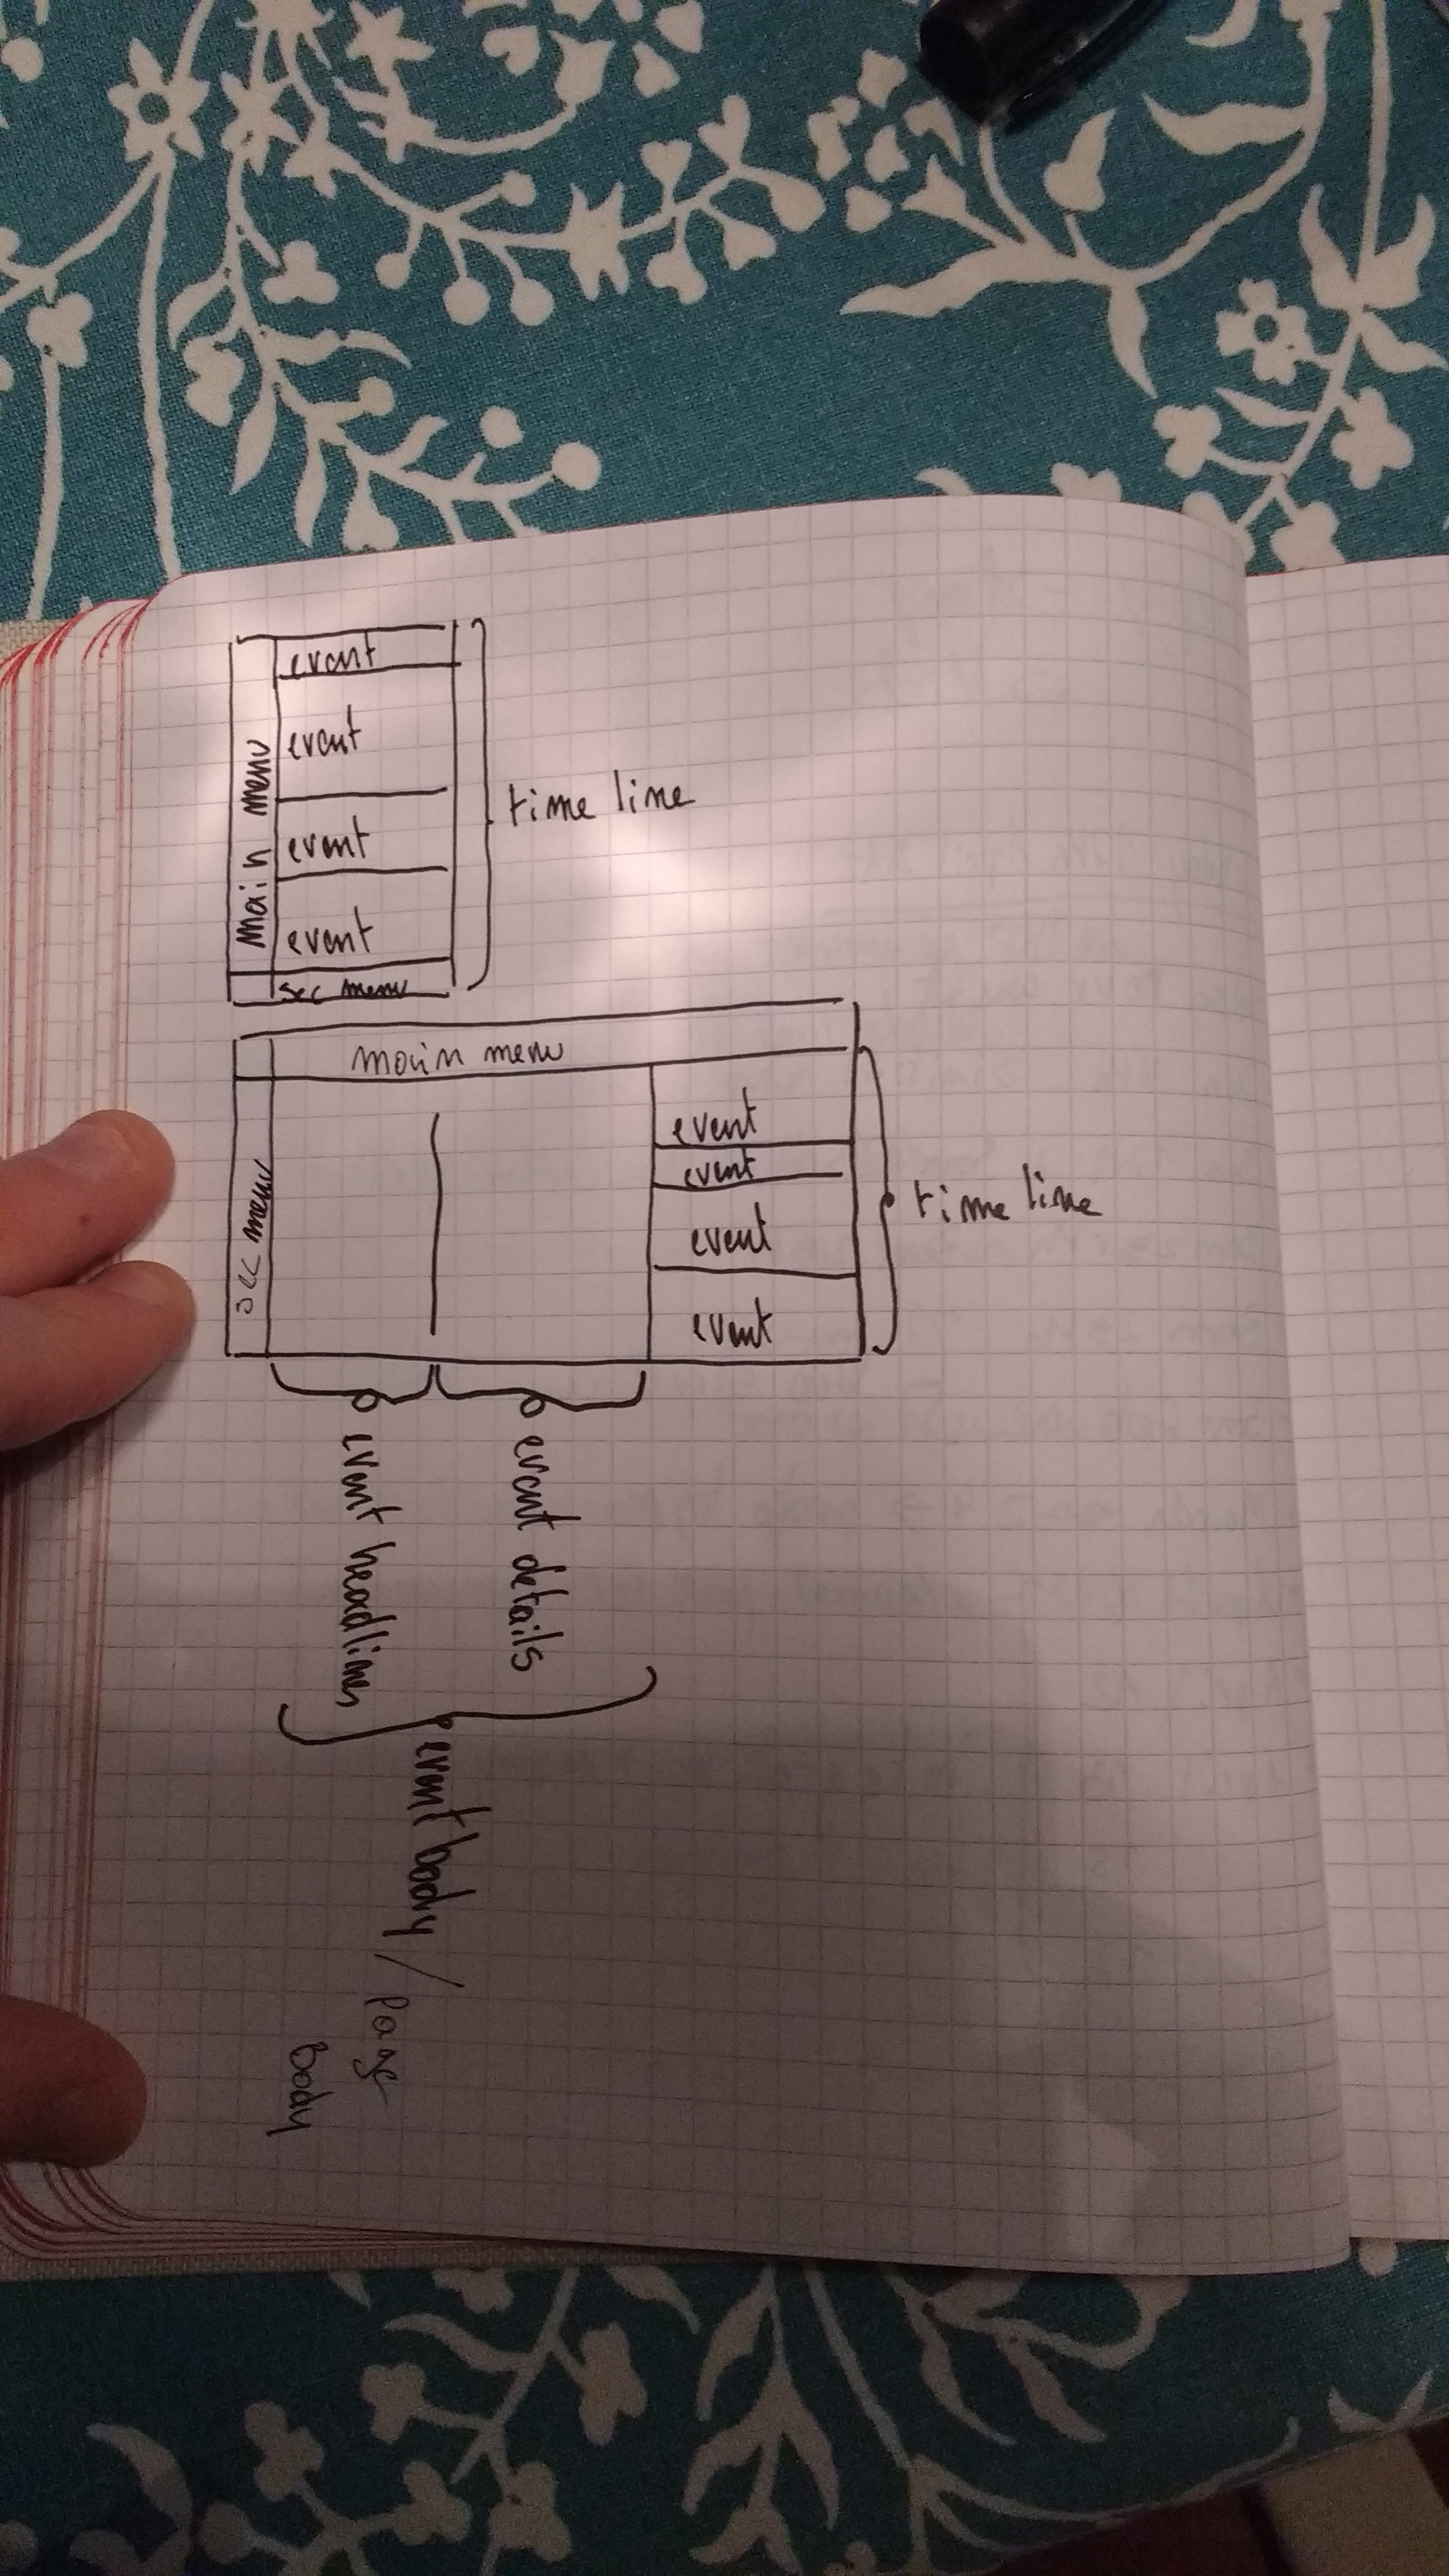 event
event
main menu
event
event
sec menu
time line
main menu
sec menu
event
event
event
event
time line
event headlines
event details
event body / page
body